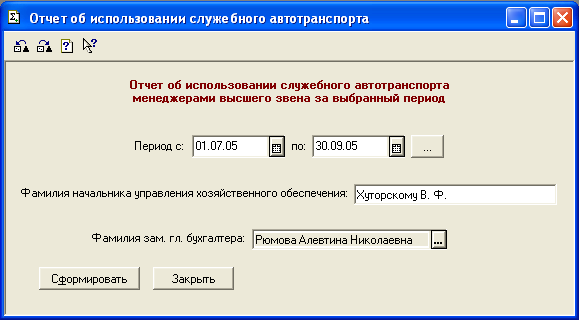 Отчет об использовании служебного автотранспорта
Отчет об использовании служебного автотранспорта
менеджерами высшего звена за выбранный период
Период с: 01.07.05 по: 30.09.05 ...
Фамилия начальника управления хозяйственного обеспечения: Хуторскому В. Ф.
Фамилия зам. гл. бухгалтера: Рюмова Алевтина Николаевна ...
Сформировать Закрыть